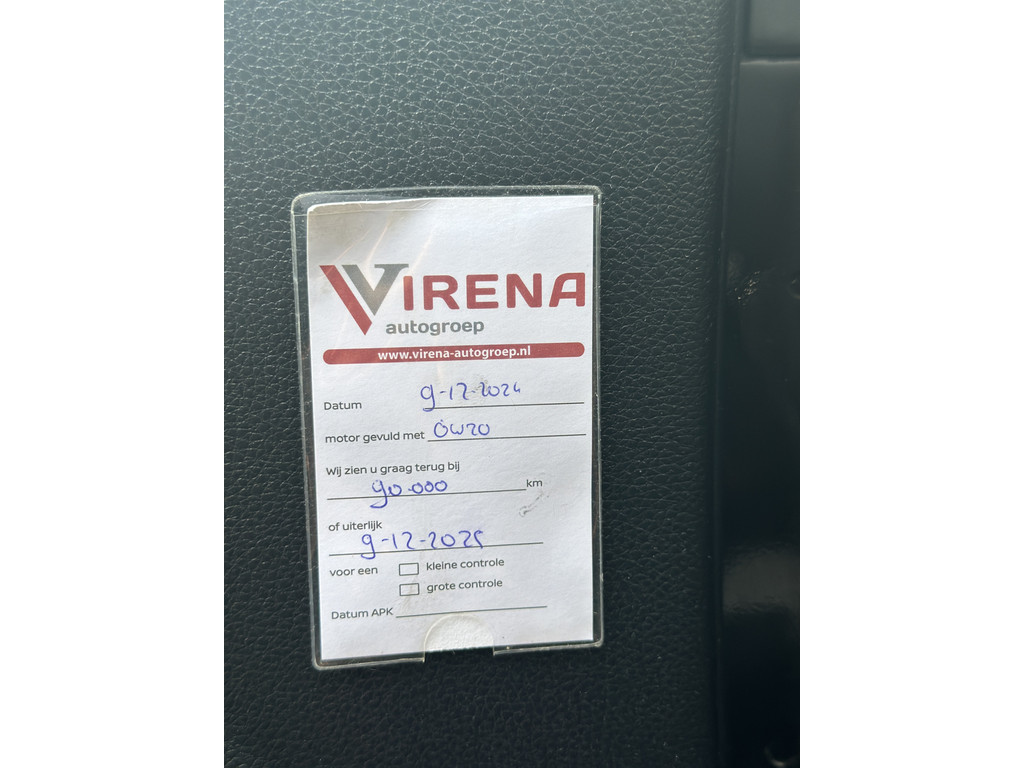 VIRENA
autogroep
www.virena-autogroep.nl
Datum 9-12-2024
motor gevuld met 0W20
Wij zien u graag terug bij
90.000 km
of uiterlijk
9-12-2025
voor een kleine controle
grote controle
Datum APK